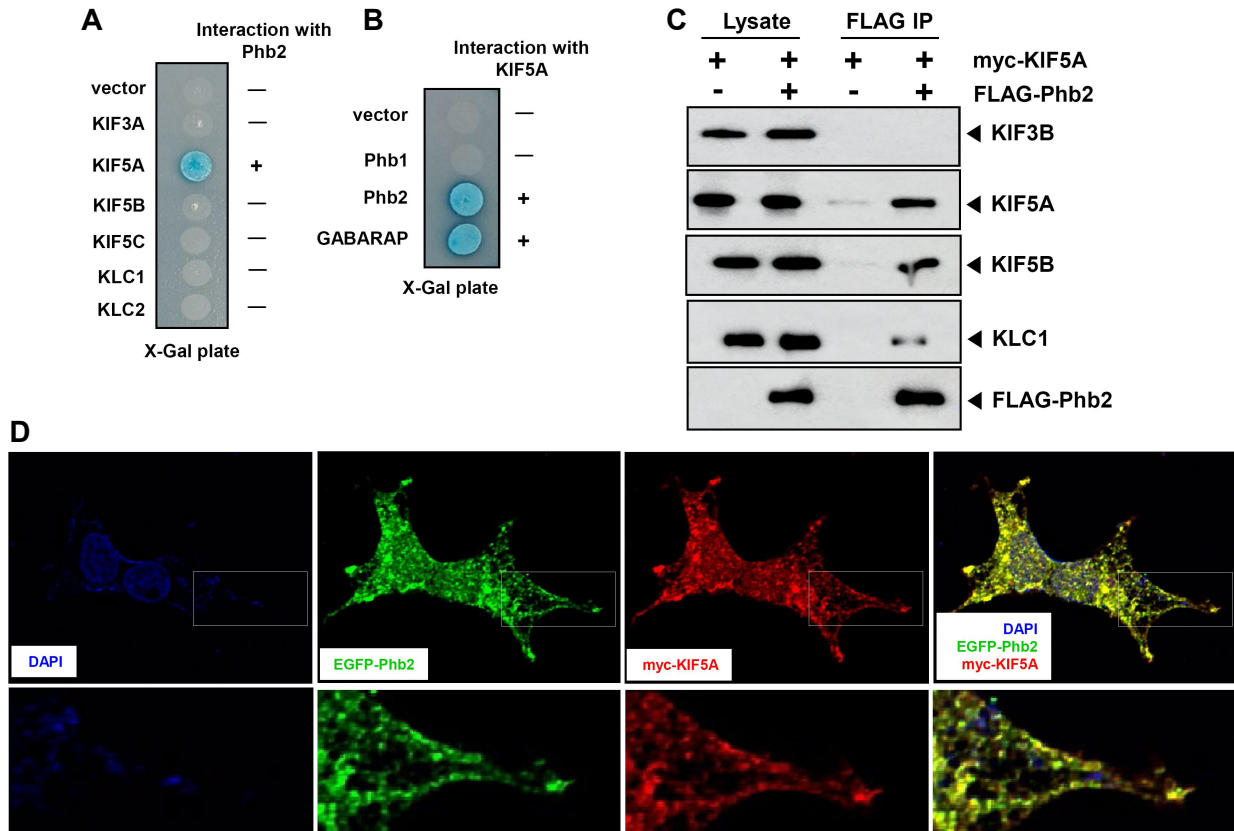 A
Interaction with
Phb2
vector —
KIF3A —
KIF5A +
KIF5B —
KIF5C —
KLC1 —
KLC2 —
X-Gal plate
B
Interaction with
KIF5A
vector —
Phb1 —
Phb2 +
GABARAP +
X-Gal plate
C
Lysate FLAG IP
+ + + + myc-KIF5A
- + - + FLAG-Phb2
KIF3B
KIF5A
KIF5B
KLC1
FLAG-Phb2
D
DAPI
EGFP-Phb2
myc-KIF5A
DAPI
EGFP-Phb2
myc-KIF5A